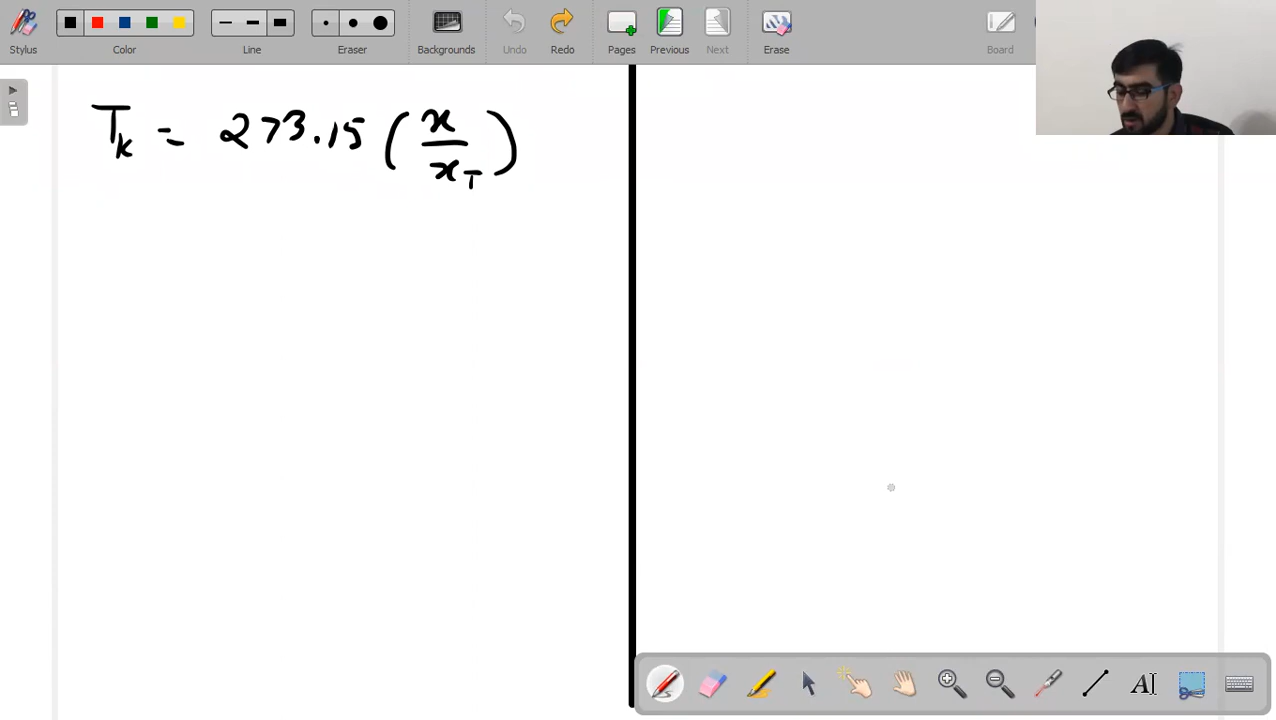 Stylus
Color
Line
Eraser
Backgrounds
Undo
Redo
Pages
Previous
Next
Erase
Board
T_k = 273.15 (x/x_T)